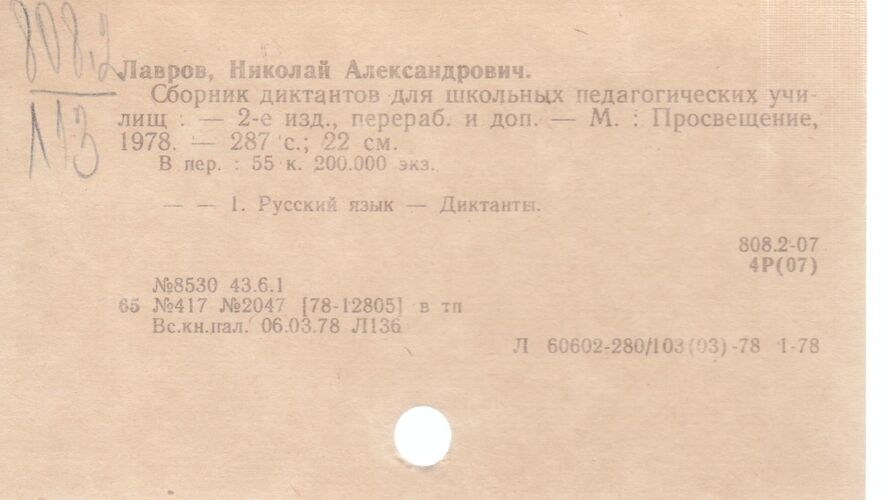 808.2
Лавров, Николай Александрович.
Сборник диктантов для школьных педагогических учи-
лищ . — 2-е изд., перераб. и доп. — М. : Просвещение,
1978. — 287 с.; 22 см.
В пер. : 55 к. 200.000 экз.
— — 1. Русский язык — Диктанты.
808.2-07
4Р(07)
№8530 43.6.1
65 №417 №2047 [78-12805] в тп
Вс.кн.пал. 06.03.78 Л136
Л 60602-280/103(03)-78 1-78